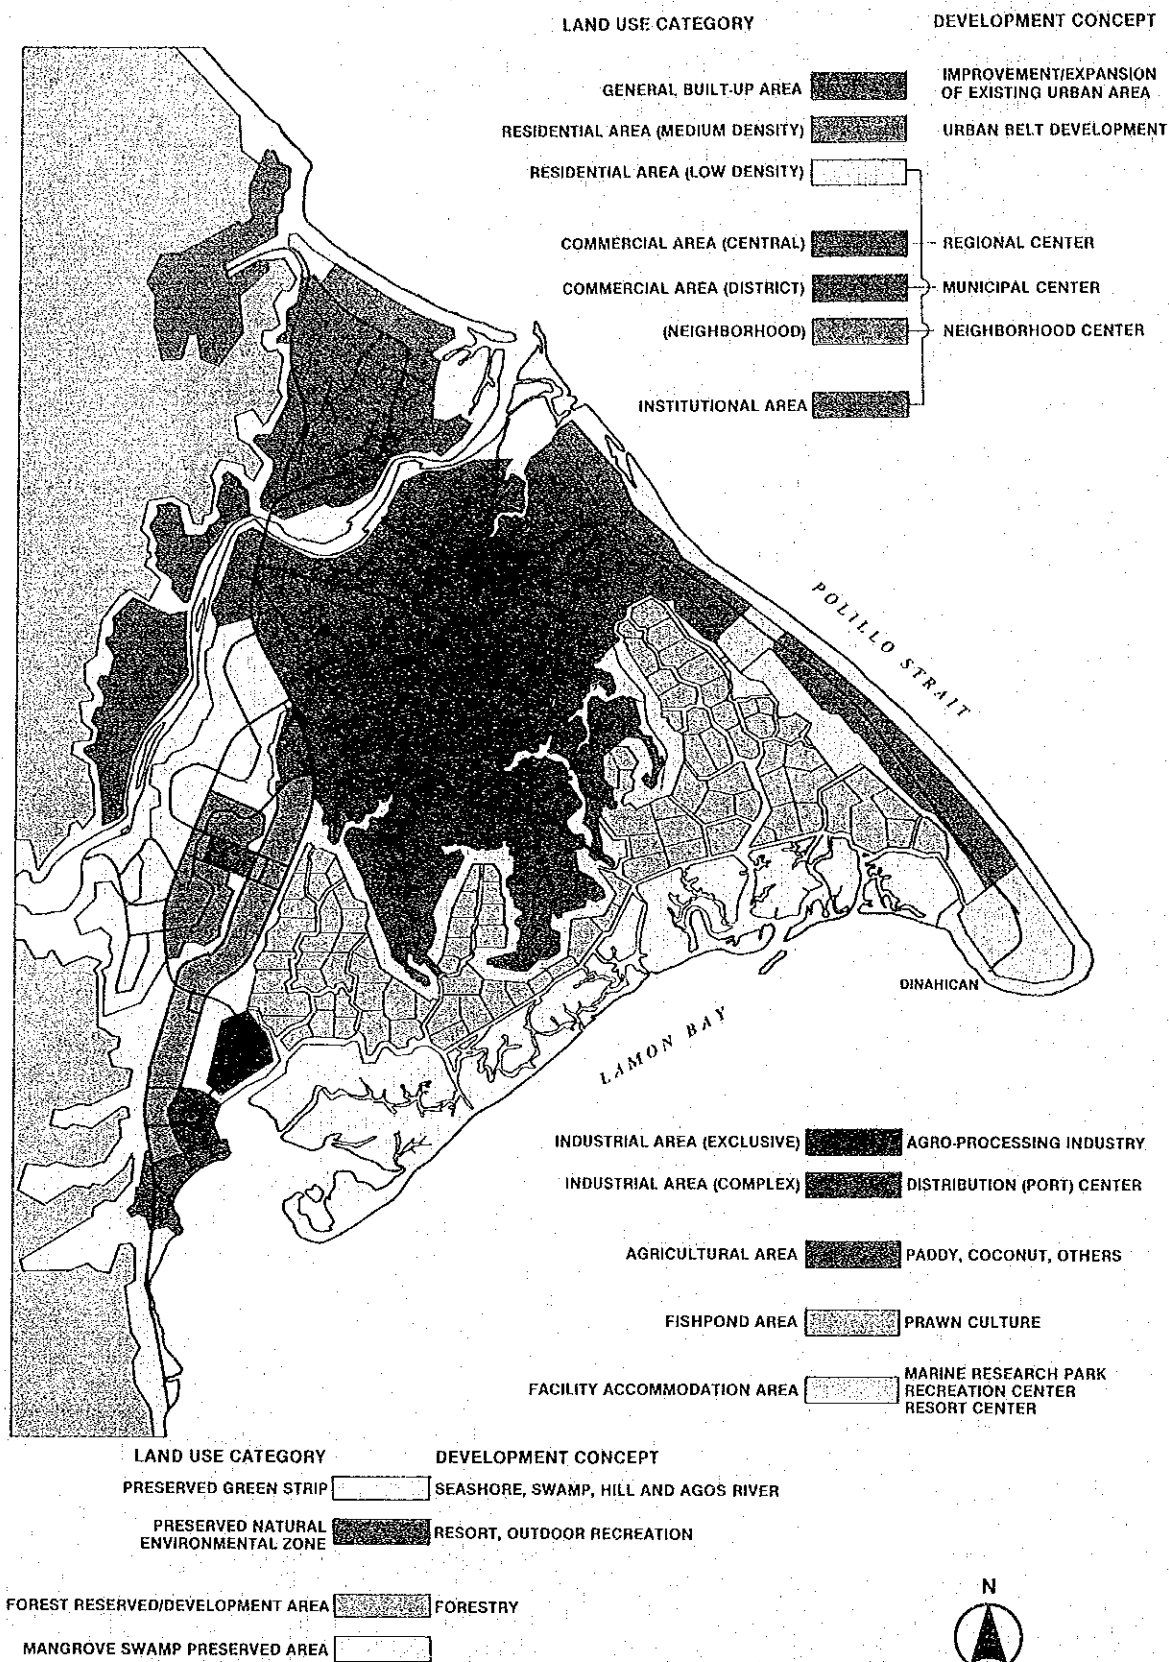 LAND USE CATEGORY DEVELOPMENT CONCEPT
GENERAL BUILT-UP AREA IMPROVEMENT/EXPANSION
OF EXISTING URBAN AREA
RESIDENTIAL AREA (MEDIUM DENSITY) URBAN BELT DEVELOPMENT
RESIDENTIAL AREA (LOW DENSITY)
COMMERCIAL AREA (CENTRAL) REGIONAL CENTER
COMMERCIAL AREA (DISTRICT) MUNICIPAL CENTER
(NEIGHBORHOOD) NEIGHBORHOOD CENTER
INSTITUTIONAL AREA
POLILLO STRAIT
DINAHICAN
LAMON BAY
INDUSTRIAL AREA (EXCLUSIVE) AGRO-PROCESSING INDUSTRY
INDUSTRIAL AREA (COMPLEX) DISTRIBUTION (PORT) CENTER
AGRICULTURAL AREA PADDY, COCONUT, OTHERS
FISHPOND AREA PRAWN CULTURE
FACILITY ACCOMMODATION AREA MARINE RESEARCH PARK
RECREATION CENTER
RESORT CENTER
LAND USE CATEGORY DEVELOPMENT CONCEPT
PRESERVED GREEN STRIP SEASHORE, SWAMP, HILL AND AGOS RIVER
PRESERVED NATURAL
ENVIRONMENTAL ZONE RESORT, OUTDOOR RECREATION
FOREST RESERVED/DEVELOPMENT AREA FORESTRY
MANGROVE SWAMP PRESERVED AREA
N